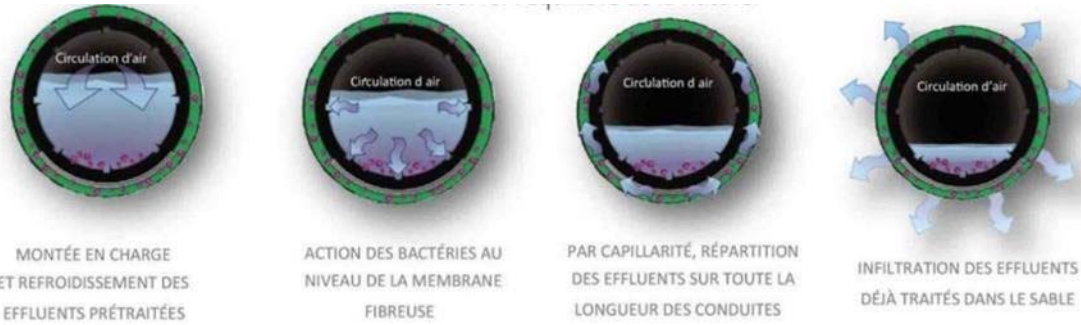 Circulation d'air
Circulation d air
Circulation d air
Circulation d'air
MONTÉE EN CHARGE
ET REFROIDISSEMENT DES
EFFLUENTS PRÉTRAITÉES
ACTION DES BACTÉRIES AU
NIVEAU DE LA MEMBRANE
FIBREUSE
PAR CAPILLARITÉ, RÉPARTITION
DES EFFLUENTS SUR TOUTE LA
LONGUEUR DES CONDUITES
INFILTRATION DES EFFLUENTS
DÉJÀ TRAITÉS DANS LE SABLE